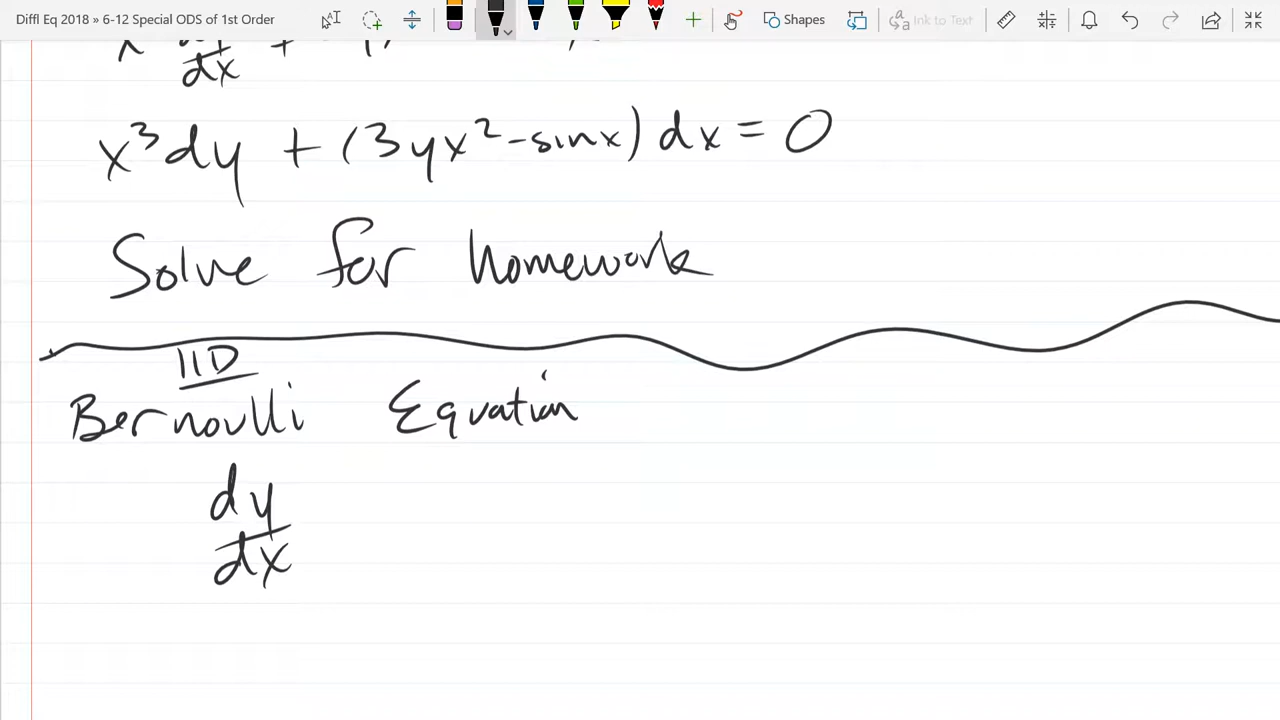 Diffl Eq 2018 » 6-12 Special ODS of 1st Order
Shapes
Ink to Text
dx
x³dy + (3yx²-sinx) dx = 0
Solve for homework
11D
Bernoulli Equation
dy
dx